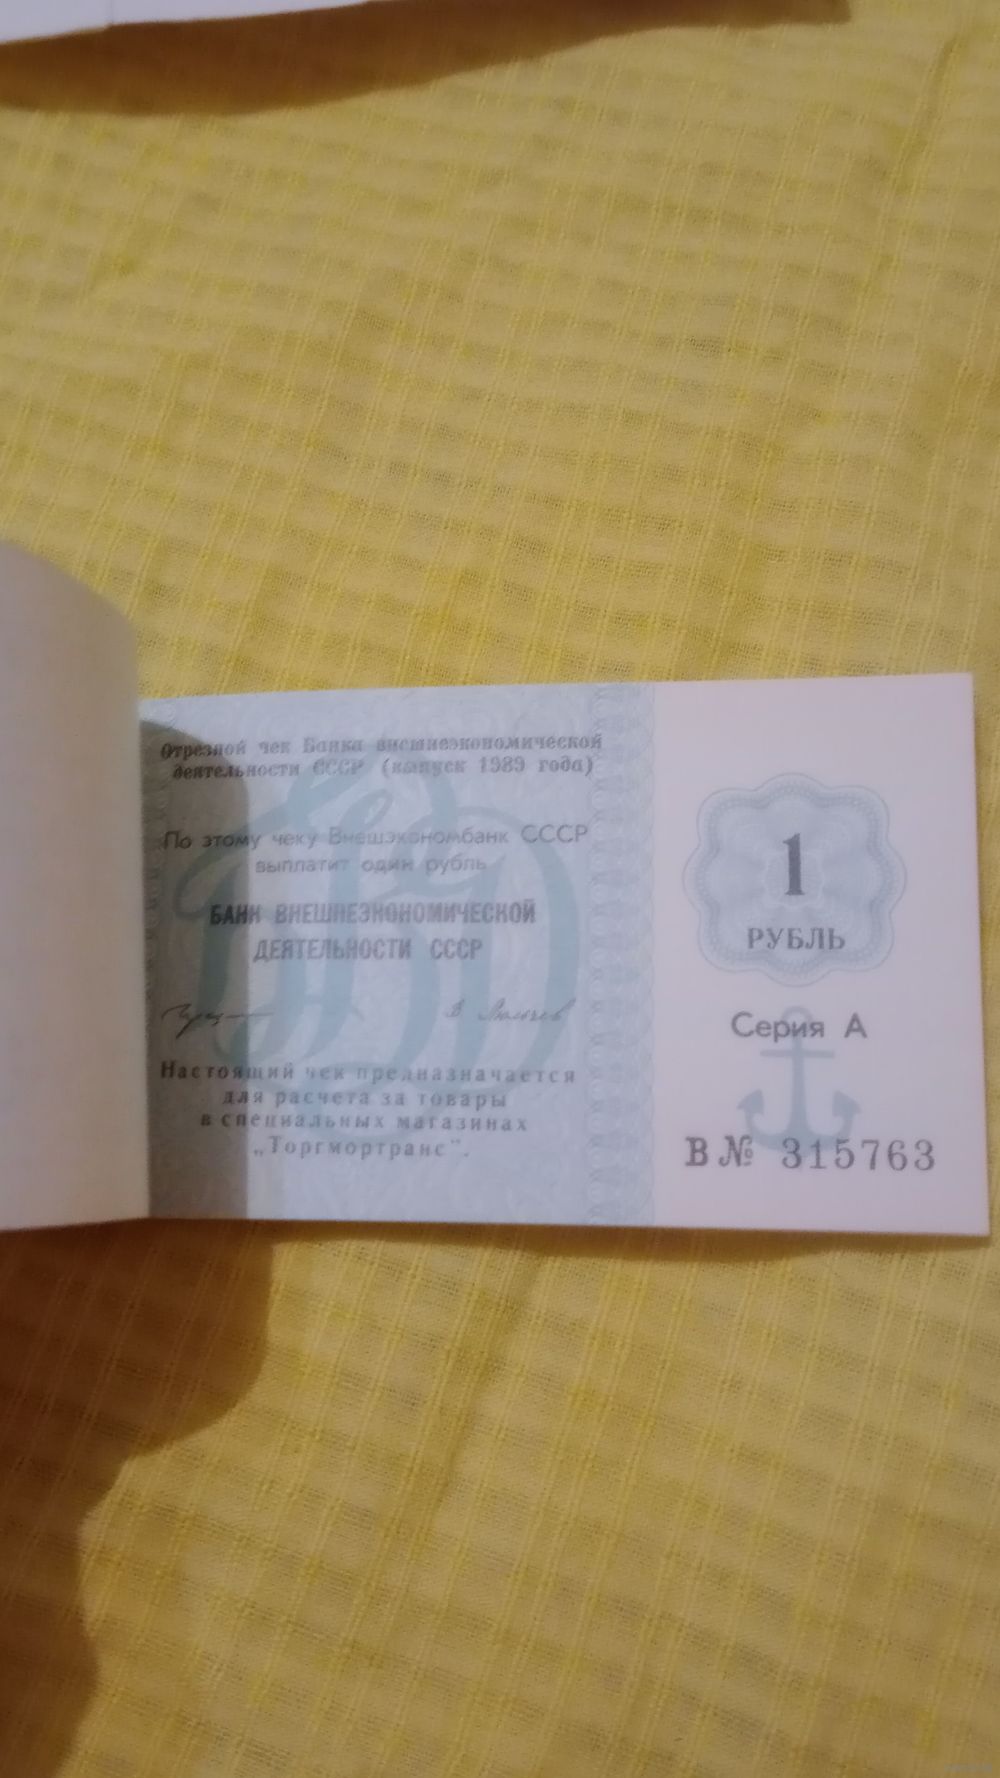 Отрезной чек Банка внешнеэкономической
деятельности СССР (выпуск 1989 года)
По этому чеку Внешэкономбанк СССР
выплатит один рубль
БАНК ВНЕШНЕЭКОНОМИЧЕСКОЙ
ДЕЯТЕЛЬНОСТИ СССР
Настоящий чек предназначается
для расчета за товары
в специальных магазинах
„Торгмортранс".
1
РУБЛЬ
Серия А
В № 315763